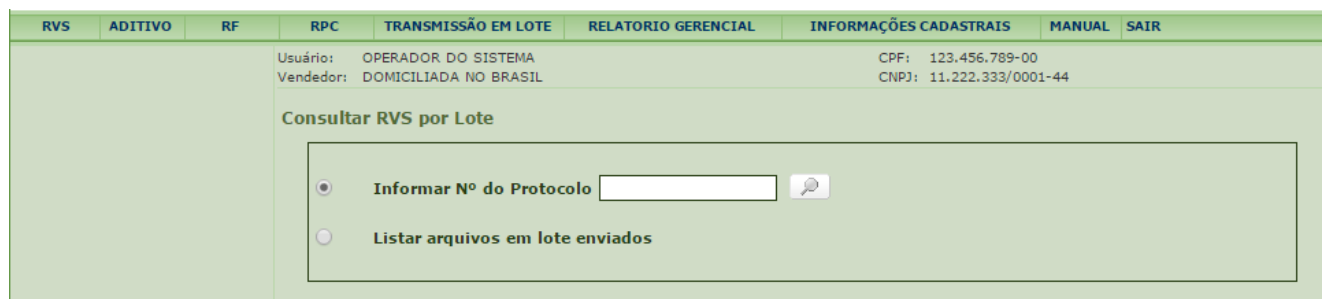 RVS ADITIVO RF RPC TRANSMISSÃO EM LOTE RELATORIO GERENCIAL INFORMAÇÕES CADASTRAIS MANUAL SAIR
Usuário: OPERADOR DO SISTEMA CPF: 123.456.789-00
Vendedor: DOMICILIADA NO BRASIL CNPJ: 11.222.333/0001-44
Consultar RVS por Lote
Informar Nº do Protocolo
Listar arquivos em lote enviados